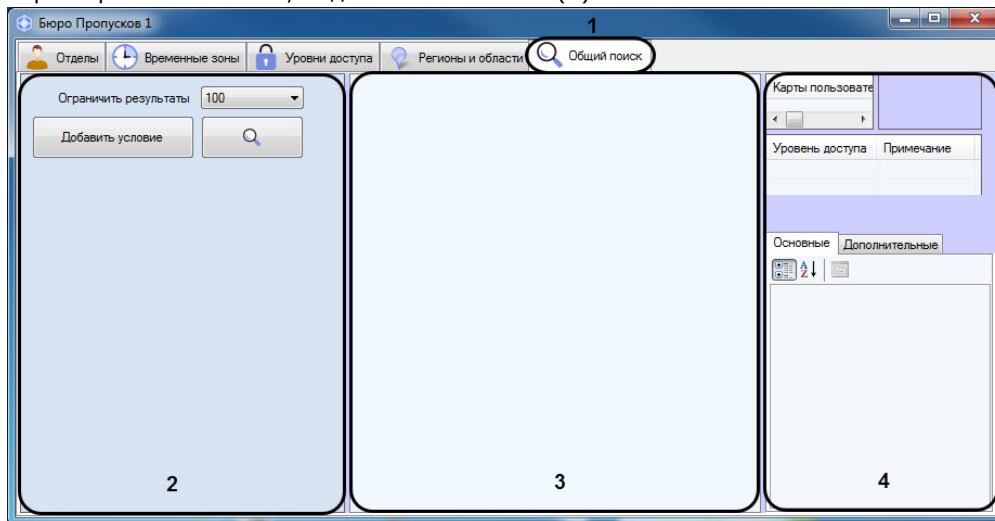 Бюро Пропусков 1
1
Отделы Временные зоны Уровни доступа Регионы и области Общий поиск
Ограничить результаты 100
Добавить условие
Карты пользовате
Уровень доступа Примечание
Основные Дополнительные
2 3 4